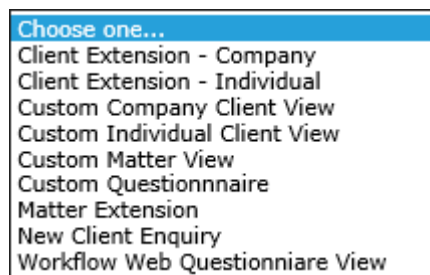 Choose one...
Client Extension - Company
Client Extension - Individual
Custom Company Client View
Custom Individual Client View
Custom Matter View
Custom Questionnnaire
Matter Extension
New Client Enquiry
Workflow Web Questionniare View